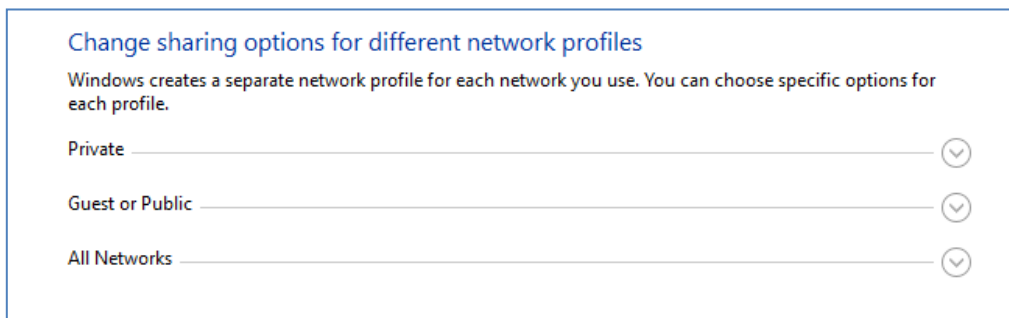 Change sharing options for different network profiles
Windows creates a separate network profile for each network you use. You can choose specific options for
each profile.
Private
Guest or Public
All Networks